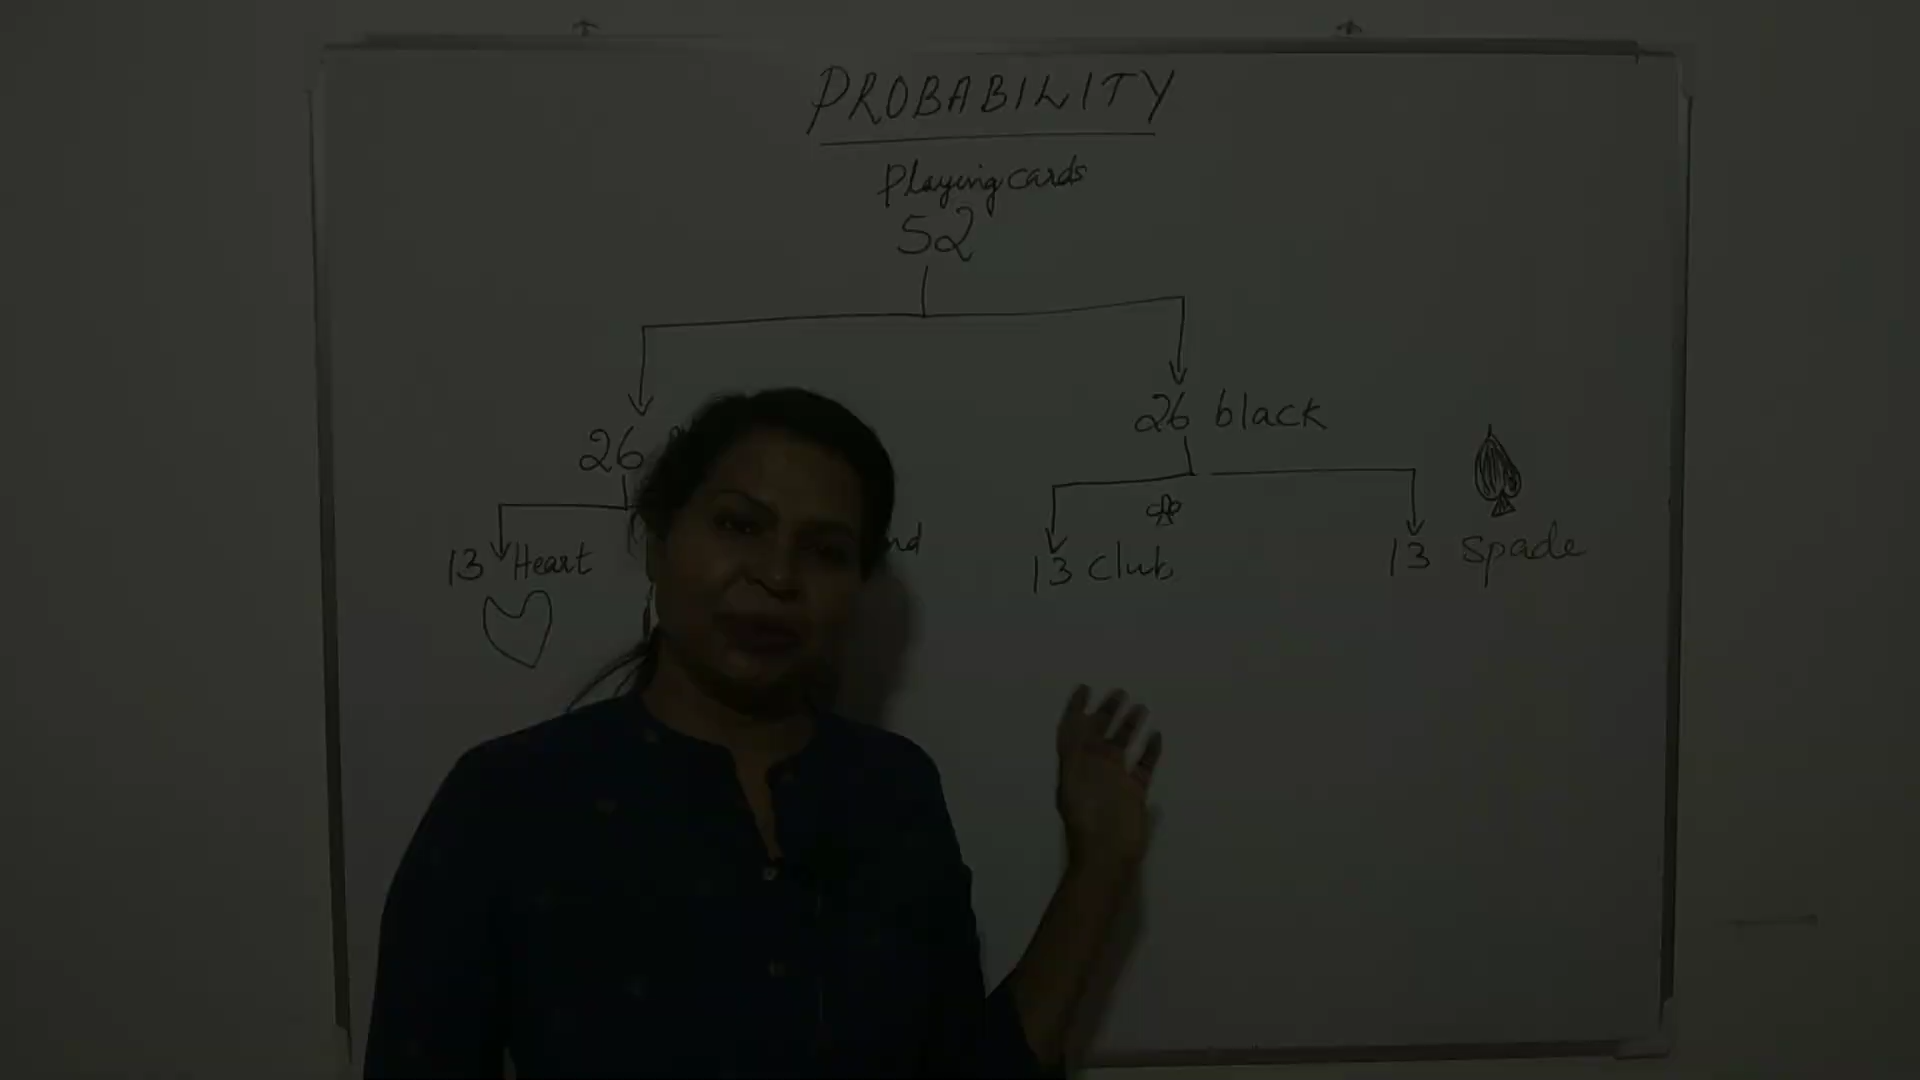 PROBABILITY
Playing cards
52
26
26 black
13 Heart
13 Club
13 Spade